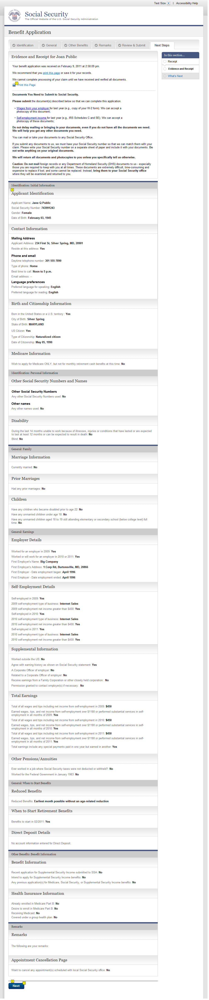 Text Size | Accessibility Help
Social Security
The Official Website of the U.S. Social Security Administration
Benefit Application
Identification General Other Benefits Remarks Review & Submit Next Steps
Evidence and Receipt for Joan Public
Your benefit application was received on February 9, 2011 at 2:58:09 pm.
We recommend that you print this page or save it for your records.
We cannot complete processing of your claim until we have received and verified all documents.
Print this Page
Documents You Need to Submit to Social Security.
Please submit the document(s) described below so that we can complete this application.
• Wages from your employer for last year (e.g., copy of your W-2 form). We can accept a
photocopy of this document;
• Self-employment income for last year (e.g., IRS Schedules C and SE). We can accept
photocopy of these documents;
Do not delay mailing or bringing in your documents, even if you do not have all the documents we need.
We will help you get any other documents you need.
You can mail or take your documents to any Social Security Office.
If you submit any documents to us, we must have your Social Security number so that we can match them with your
claim. Please write your Social Security number on a separate sheet of paper and include it with your documents. Do
not write anything on your original documents.
We will return all documents and photocopies to you unless you specifically tell us otherwise.
Caution: Do not mail foreign records or any Department of Homeland Security (DHS) documents to us - especially
those you are required to keep with you at all times. These documents are extremely difficult, time-consuming and
expensive to replace if lost; and some cannot be replaced. Instead, bring them to your Social Security office
where they will be examined and returned to you.
In this section...
Receipt
Evidence and Receipt
What's Next
Identification: Initial Information
Applicant Identification
Applicant Name: Jane Q Public
Social Security Number: 743991243
Gender: Female
Date of Birth: February 03, 1945
Contact Information
Mailing Address
Applicant Address: 234 First St, Silver Spring, MD, 20901
Reside at this address: Yes
Phone and email
Daytime telephone number: 301 555 7890
Type of phone: Home
Best time to call: Noon to 5 p.m.
Email address: --
Language preferences
Preferred language for speaking: English
Preferred language for reading: English
Birth and Citizenship Information
Born in the United States or a U.S. territory : Yes
City of Birth: Silver Spring
State of Birth: MARYLAND
US Citizen: Yes
Type of Citizenship: Naturalized citizen
Date of Citizenship: May 05, 1990
Medicare Information
Wish to apply for Medicare ONLY, but not for monthly retirement cash benefits at this time: No
Identification: Personal Information
Other Social Security Numbers and Names
Other Social Security Numbers
Any other Social Security Numbers used: No
Other names
Any other names used: No
Disability
During the last 14 months unable to work because of illnesses, injuries or conditions that have lasted or are expected
to last at least 12 months or can be expected to result in death: No
Blind: No
General: Family
Marriage Information
Currently married: No
Prior Marriages
Had any prior marriages: No
Children
Have any children who became disabled prior to age 22: No
Have any unmarried children under age 18: No
Have any unmarried children aged 18 to 19 still attending elementary or secondary school (below college level) full
time: No
General: Earnings
Employer Details
Worked for an employer in 2009: Yes
Worked or will work for an employer in 2010 or 2011: Yes
First Employer's Name: Big Company
First Employer's Address: 1 Corp Rd, Burtonsville, MD, 20866
First Employer - Date employment began: April 1996
First Employer - Date employment ended: April 1996
Self-Employment Details
Self-employed in 2009: Yes
2009 self-employment type of business: Internet Sales
2009 self-employment net income greater than $400: Yes
Self-employed in 2010: Yes
2010 self-employment type of business: Internet Sales
2010 self-employment net income greater than $400: Yes
Self-employed in 2011: Yes
2010 self-employment type of business: Internet Sales
2010 self-employment net income greater than $400: Yes
Supplemental Information
Worked outside the US: No
Agree with earning history as shown on Social Security statement: Yes
A Corporate Officer of employer: No
Related to a Corporate Officer of employer: No
Receive earnings from a Family Corporation or other closely held corporation: No
Permission granted to contact employer(s) if necessary: No
Total Earnings
Total of all wages and tips including net income from self-employment in 2009: $450
Earned wages, tips, and net income from self-employment over $1180 or performed substantial services in self-
employment in all months of 2009: Yes
Total of all wages and tips including net income from self-employment in 2010: $450
Earned wages, tips, and net income from self-employment over $1180 or performed substantial services in self-
employment in all months of 2010: Yes
Total of all wages and tips including net income from self-employment in 2011: $450
Earned wages, tips, and net income from self-employment over $1180 or performed substantial services in self-
employment in all months of 2011: Yes
Total earnings include any special payments paid in one year but earned in another: Yes
Other Pensions/Annuities
Ever worked in a job where Social Security taxes were not deducted or withheld?: No
Worked for the Federal Government in January 1983: No
General: When to Start Benefits
Reduced Benefits
Reduced Benefits: Earliest month possible without an age-related reduction
When to Start Retirement Benefits
Benefits to start in 02/2011: Yes
Direct Deposit Details
No account information entered for Direct Deposit.
Other Benefits: Benefit Information
Benefit Information
Recent application for Supplemental Security Income submitted to SSA: No
Intend to apply for Supplemental Security Income benefits: No
Any previous application(s) for Medicare, Social Security, or Supplemental Security Income benefits: No
Health Insurance Information
Already enrolled in Medicare Part B: No
Desire to enroll in Medicare Part B: No
Receiving Medicaid: No
Covered under a group health plan: No
Remarks
Remarks
The following are your remarks:
Appointment Cancellation Page
Want to cancel any appointment(s) scheduled with local Social Security office: No
Next